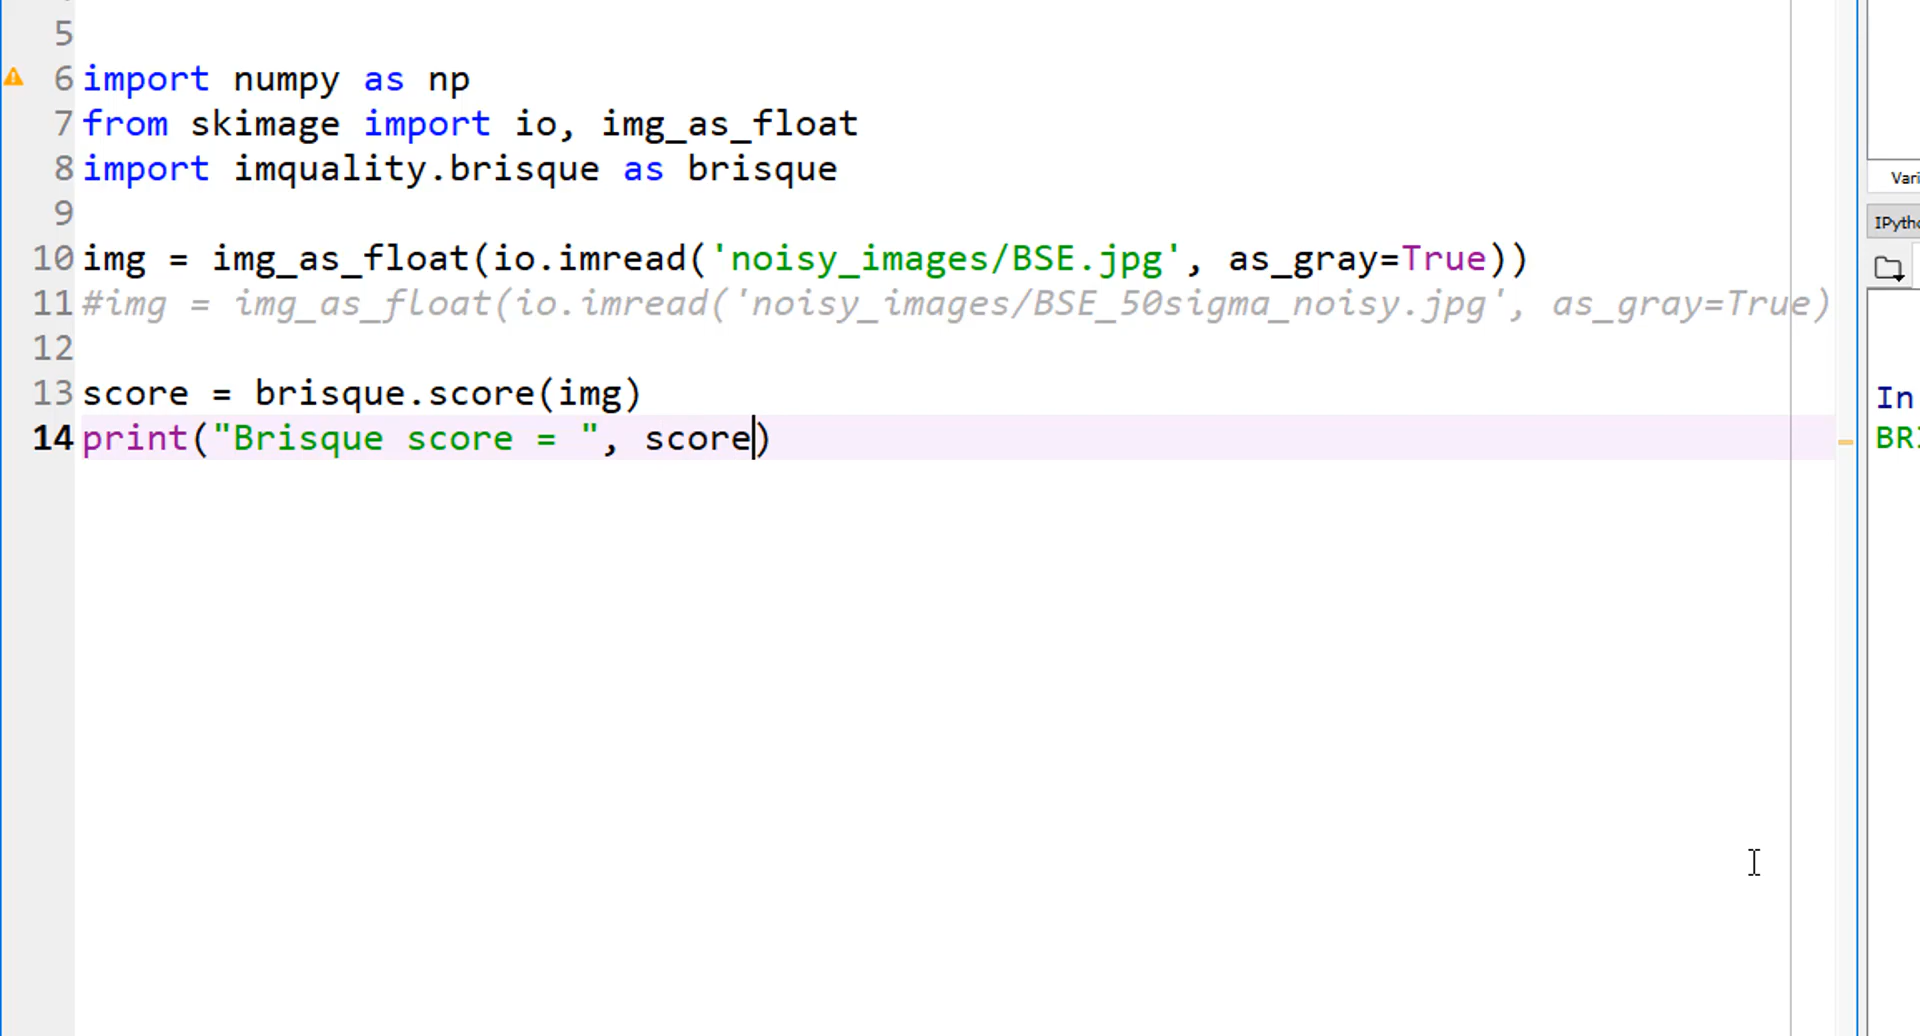 5
6 import numpy as np
7 from skimage import io, img_as_float
8 import imquality.brisque as brisque
9
10 img = img_as_float(io.imread('noisy_images/BSE.jpg', as_gray=True))
11 #img = img_as_float(io.imread('noisy_images/BSE_50sigma_noisy.jpg', as_gray=True)
12
13 score = brisque.score(img)
14 print("Brisque score = ", score)
Vari
IPytho
In
BRI